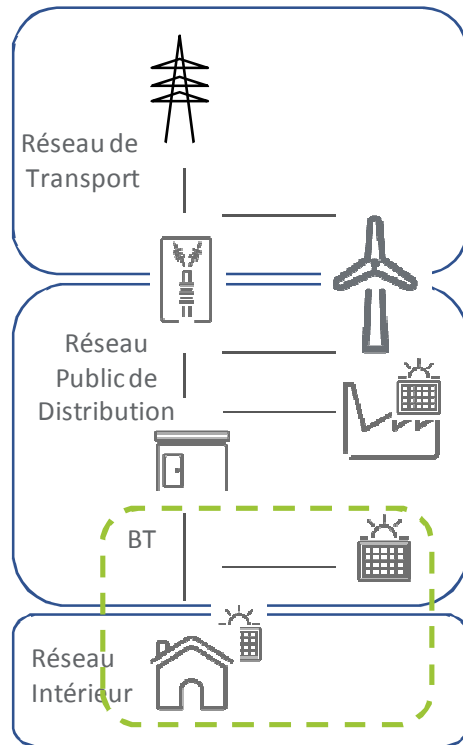 Réseau de
Transport
Réseau
Public de
Distribution
BT
Réseau
Intérieur